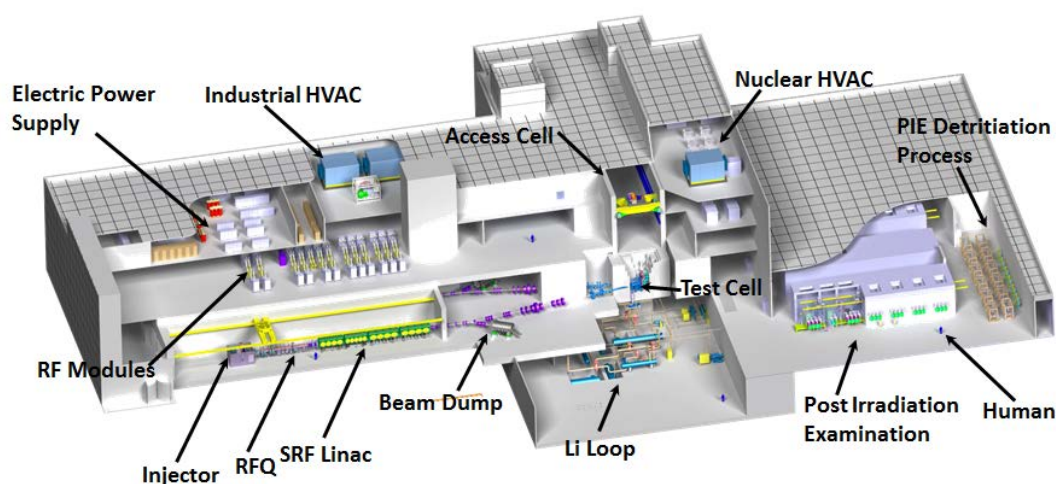 Electric Power
Supply
Industrial HVAC
Access Cell
Nuclear HVAC
PIE Detritiation
Process
RF Modules
Test Cell
Beam Dump
Injector
RFQ
SRF Linac
Li Loop
Post Irradiation
Examination
Human